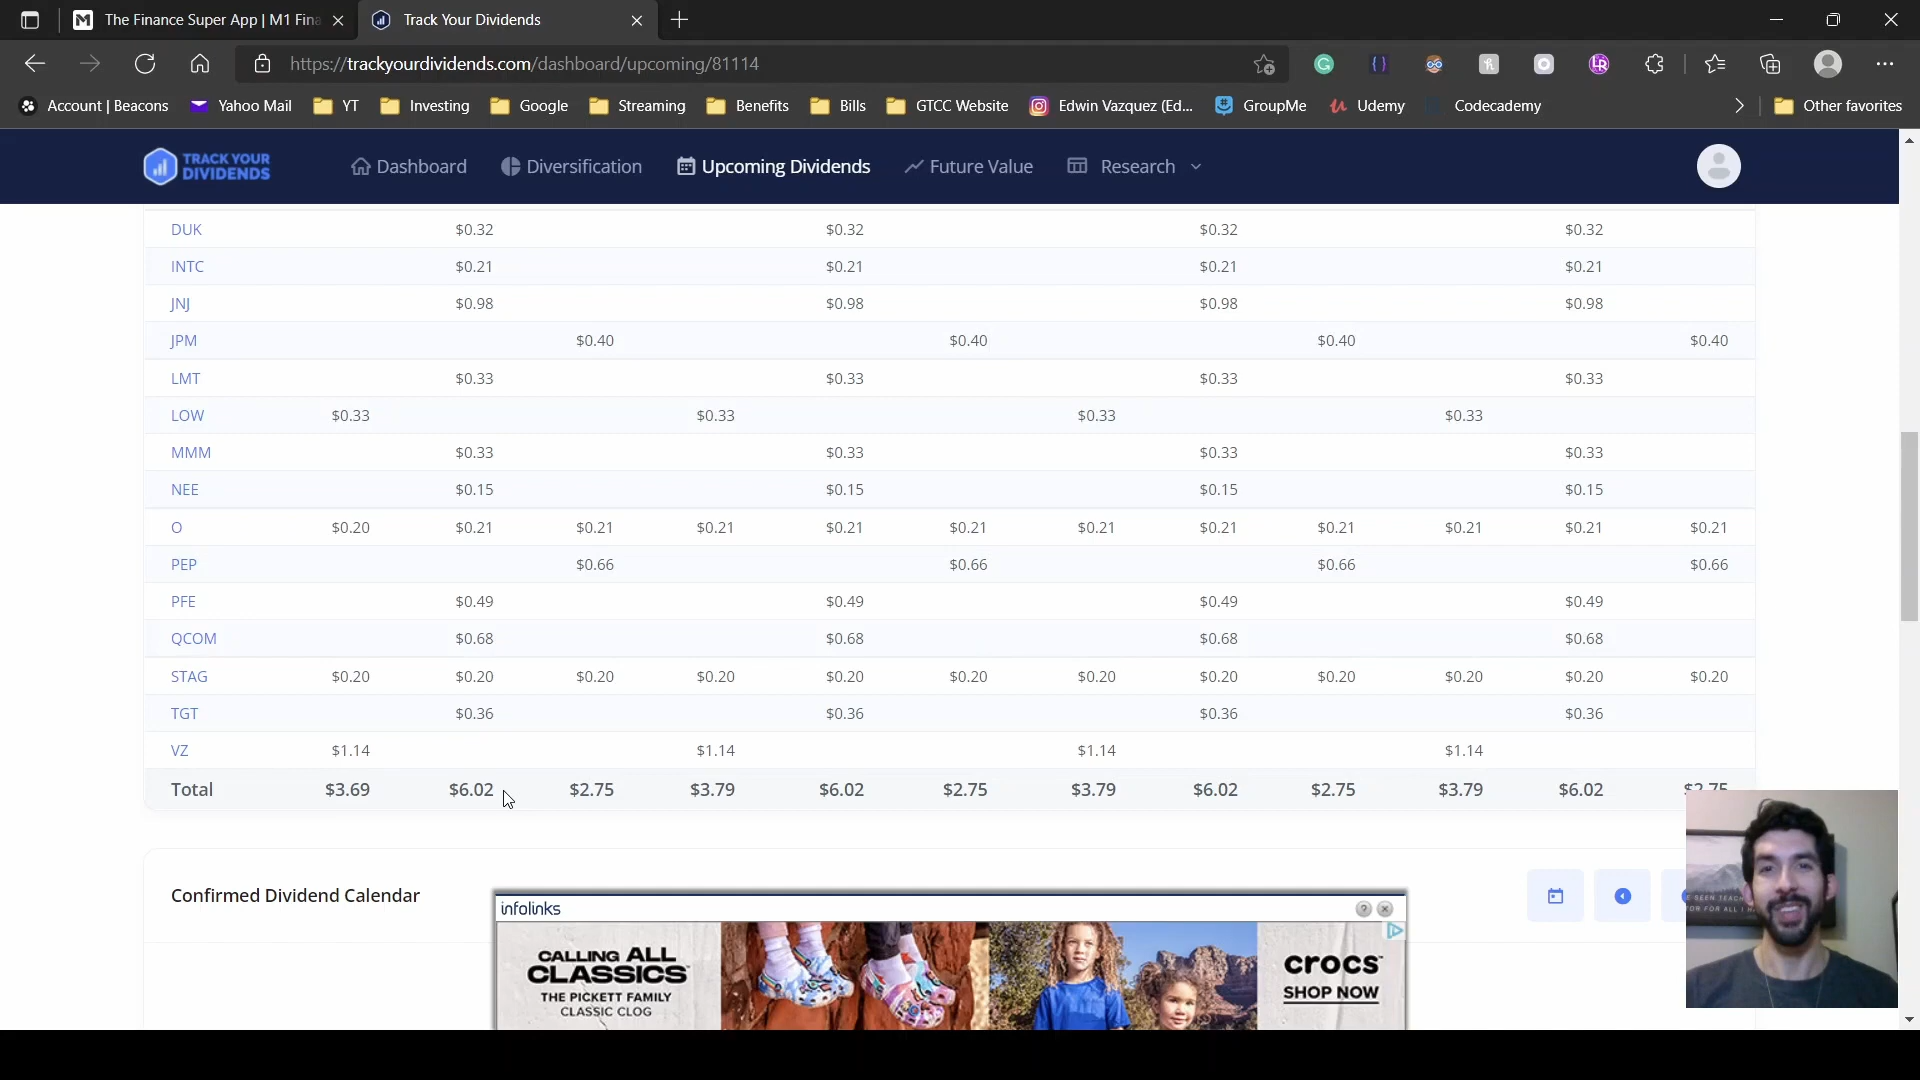 The Finance Super App | M1 Fina
Track Your Dividends
https://trackyourdividends.com/dashboard/upcoming/81114
Account | Beacons Yahoo Mail YT Investing Google Streaming Benefits Bills GTCC Website Edwin Vazquez (Ed... GroupMe Udemy Codecademy Other favorites
TRACK YOUR
DIVIDENDS
Dashboard Diversification Upcoming Dividends Future Value Research
DUK $0.32 $0.32 $0.32 $0.32
INTC $0.21 $0.21 $0.21 $0.21
JNJ $0.98 $0.98 $0.98 $0.98
JPM $0.40 $0.40 $0.40 $0.40
LMT $0.33 $0.33 $0.33 $0.33
LOW $0.33 $0.33 $0.33 $0.33
MMM $0.33 $0.33 $0.33 $0.33
NEE $0.15 $0.15 $0.15 $0.15
O $0.20 $0.21 $0.21 $0.21 $0.21 $0.21 $0.21 $0.21 $0.21 $0.21 $0.21 $0.21
PEP $0.66 $0.66 $0.66 $0.66
PFE $0.49 $0.49 $0.49 $0.49
QCOM $0.68 $0.68 $0.68 $0.68
STAG $0.20 $0.20 $0.20 $0.20 $0.20 $0.20 $0.20 $0.20 $0.20 $0.20 $0.20 $0.20
TGT $0.36 $0.36 $0.36 $0.36
VZ $1.14 $1.14 $1.14 $1.14
Total $3.69 $6.02 $2.75 $3.79 $6.02 $2.75 $3.79 $6.02 $2.75 $3.79 $6.02 $2.75
Confirmed Dividend Calendar
infolinks
CALLING ALL
CLASSICS
THE PICKETT FAMILY
CLASSIC CLOG
crocs
SHOP NOW